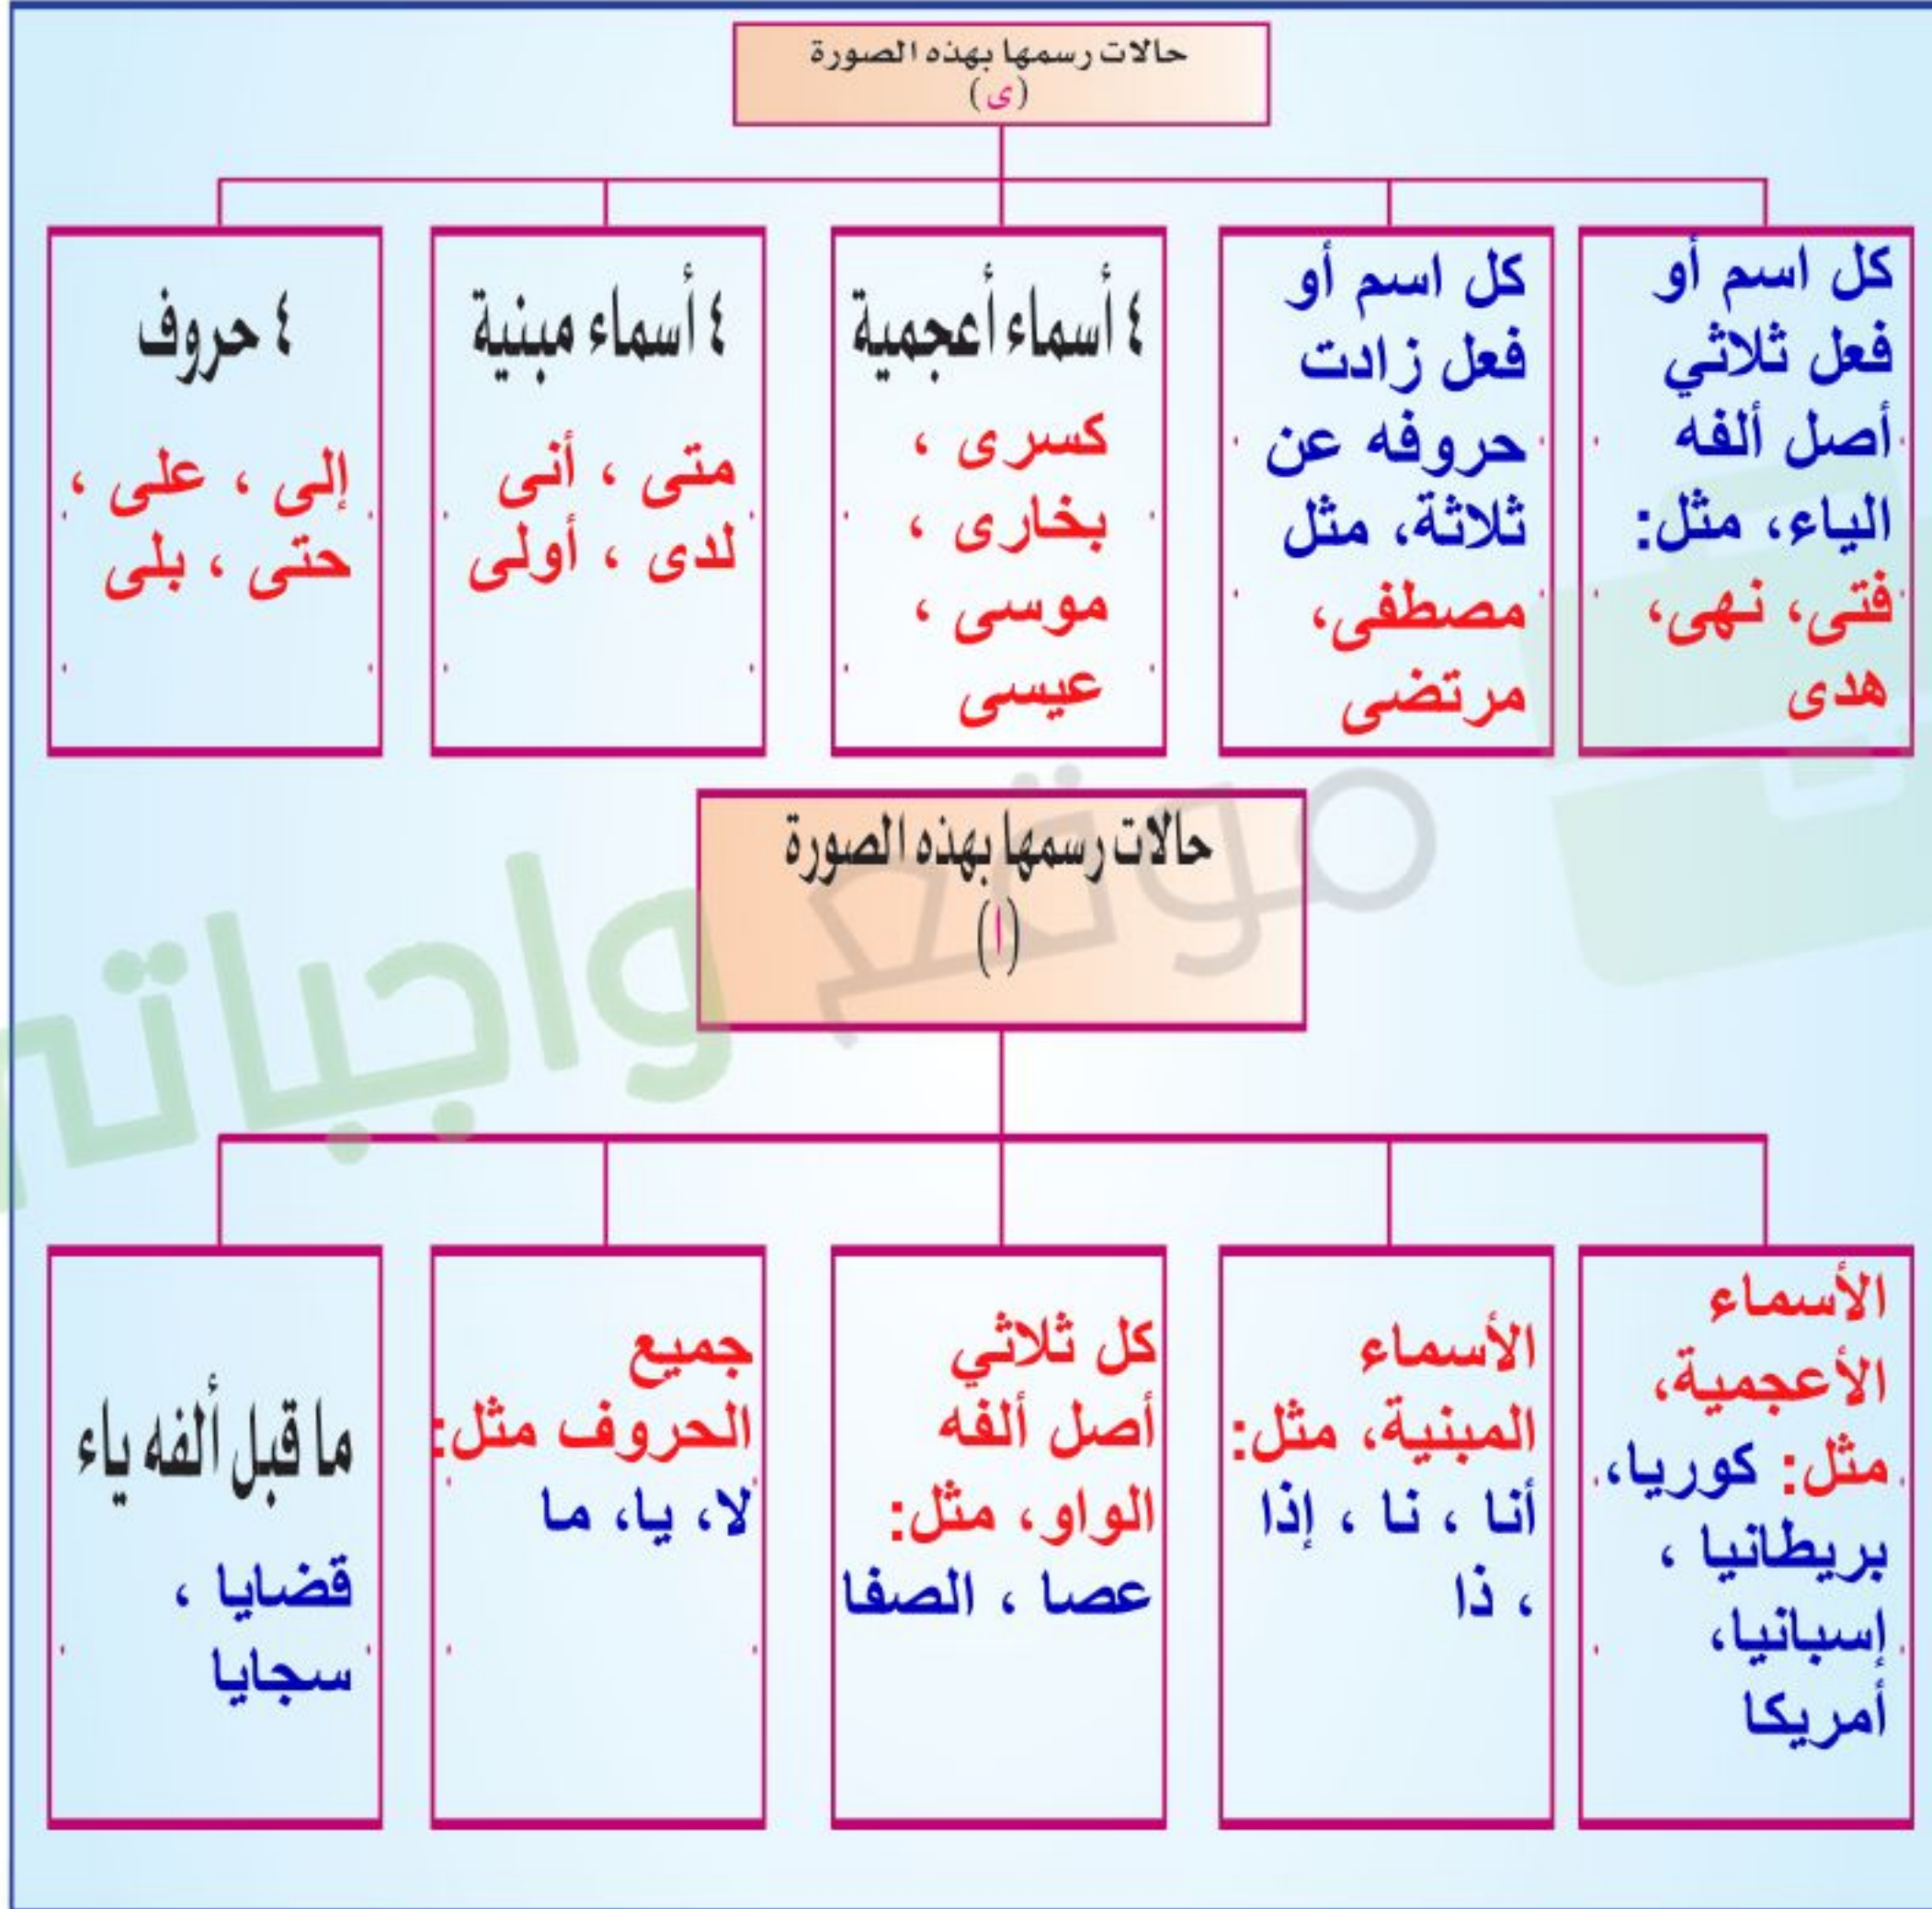 حالات رسمها بهذه الصورة
(ى)
كل اسم أو
فعل ثلاثي
أصل ألفه
الياء، مثل:
فتى، نهى،
هدى
كل اسم أو
فعل زادت
حروفه عن
ثلاثة، مثل
مصطفى،
مرتضى
٤ أسماء أعجمية
كسرى ،
بخارى ،
موسى ،
عيسى
٤ أسماء مبنية
متى ، أنى
لدى ، أولى
٤ حروف
إلى ، على ،
حتى ، بلى
حالات رسمها بهذه الصورة
(ا)
موقع واجباتي
الأسماء
الأعجمية،
مثل: كوريا،
بريطانيا ،
إسبانيا،
أمريكا
الأسماء
المبنية، مثل:
أنا ، نا ، إذا
، ذا
كل ثلاثي
أصل ألفه
الواو، مثل:
عصا ، الصفا
جميع
الحروف مثل:
لا، يا، ما
ما قبل ألفه ياء
قضايا ،
سجايا